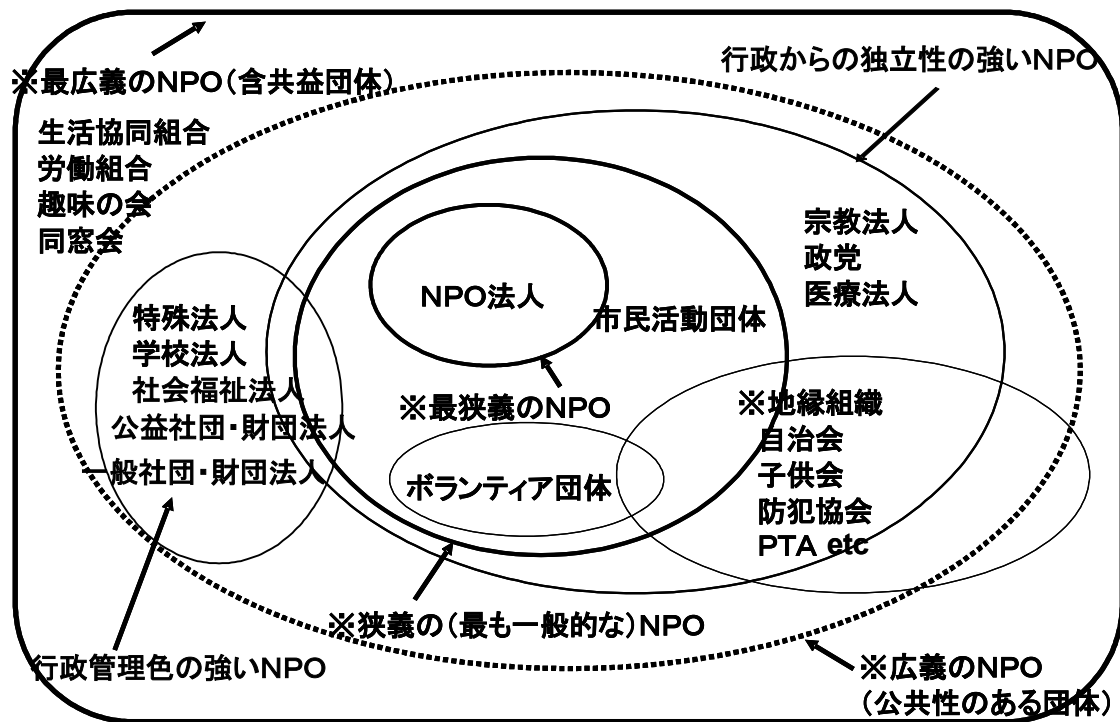 ※最広義のNPO(含共益団体)
生活協同組合
労働組合
趣味の会
同窓会
行政からの独立性の強いNPO
宗教法人
政党
医療法人
NPO法人
市民活動団体
※最狭義のNPO
特殊法人
学校法人
社会福祉法人
公益社団・財団法人
一般社団・財団法人
※地縁組織
自治会
子供会
防犯協会
PTA etc
ボランティア団体
※狭義の(最も一般的な)NPO
行政管理色の強いNPO
※広義のNPO
(公共性のある団体)